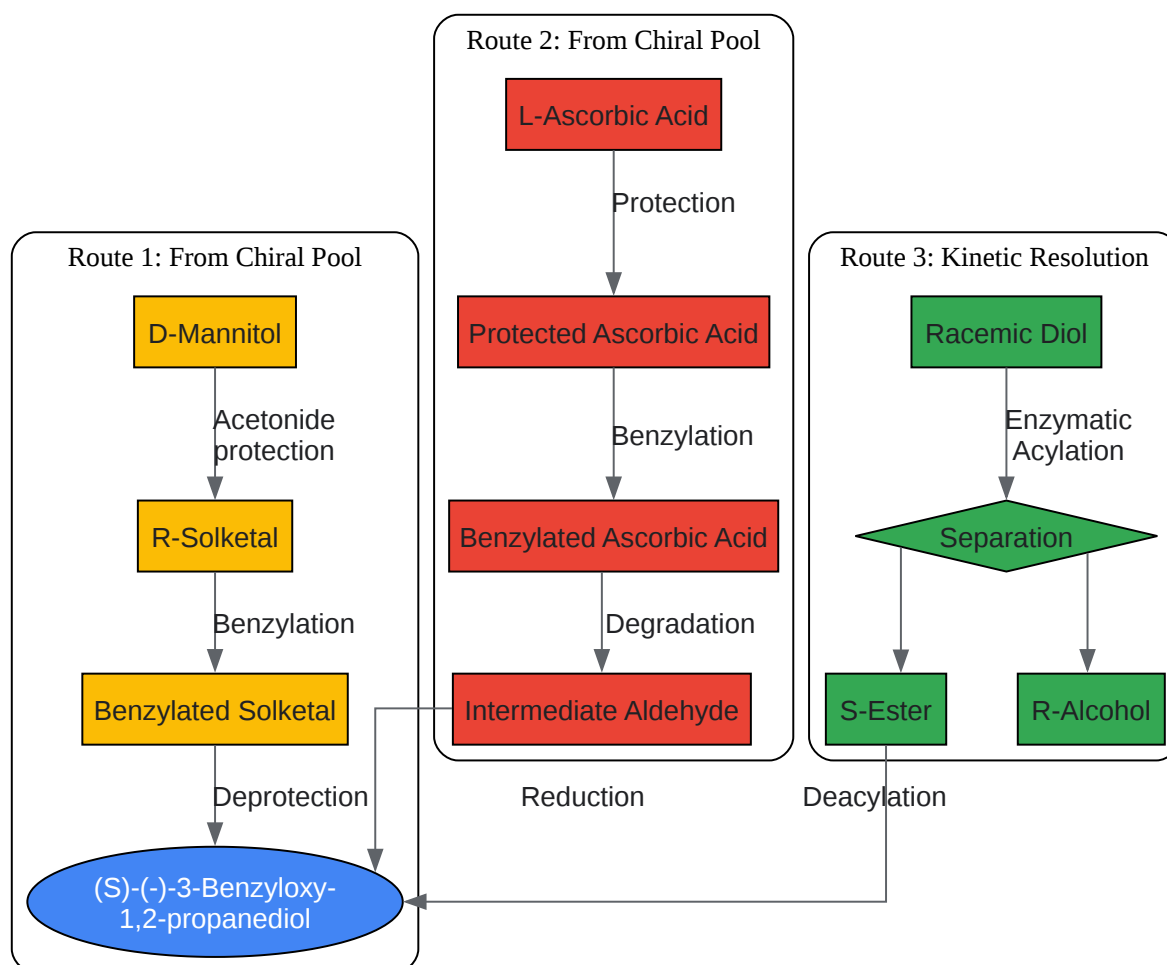 Route 2: From Chiral Pool
L-Ascorbic Acid
Protection
Protected Ascorbic Acid
Benzylation
Benzylated Ascorbic Acid
Degradation
Intermediate Aldehyde
Reduction
Route 1: From Chiral Pool
D-Mannitol
Acetonide
protection
R-Solketal
Benzylation
Benzylated Solketal
Deprotection
(S)-(-)-3-Benzyloxy-
1,2-propanediol
Route 3: Kinetic Resolution
Racemic Diol
Enzymatic
Acylation
Separation
S-Ester
R-Alcohol
Deacylation